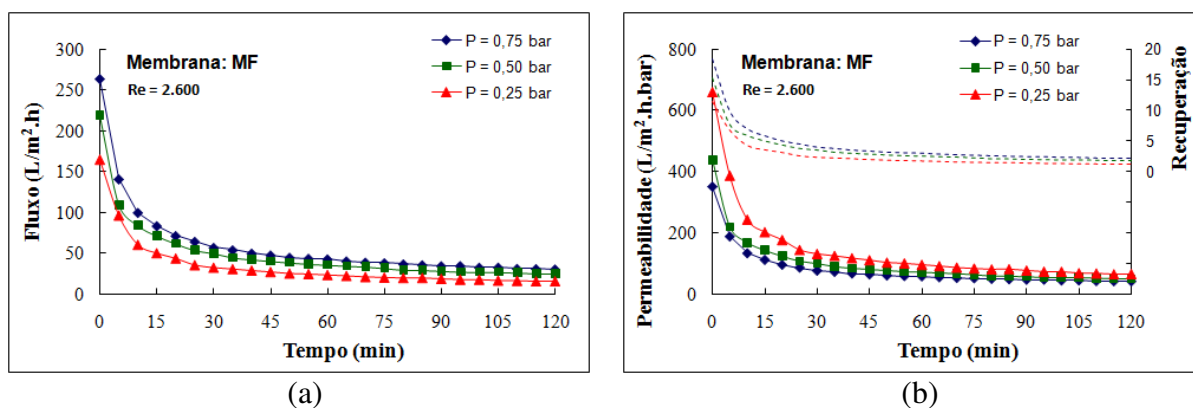 300
250
200
150
100
50
0
Fluxo (L/m².h)
Membrana: MF
Re = 2.600
P = 0,75 bar
P = 0,50 bar
P = 0,25 bar
0 15 30 45 60 75 90 105 120
Tempo (min)
(a)
800
600
400
200
0
Permeabilidade (L/m².h.bar)
Membrana: MF
Re = 2.600
P = 0,75 bar
P = 0,50 bar
P = 0,25 bar
20
15
10
5
0
Recuperação
0 15 30 45 60 75 90 105 120
Tempo (min)
(b)